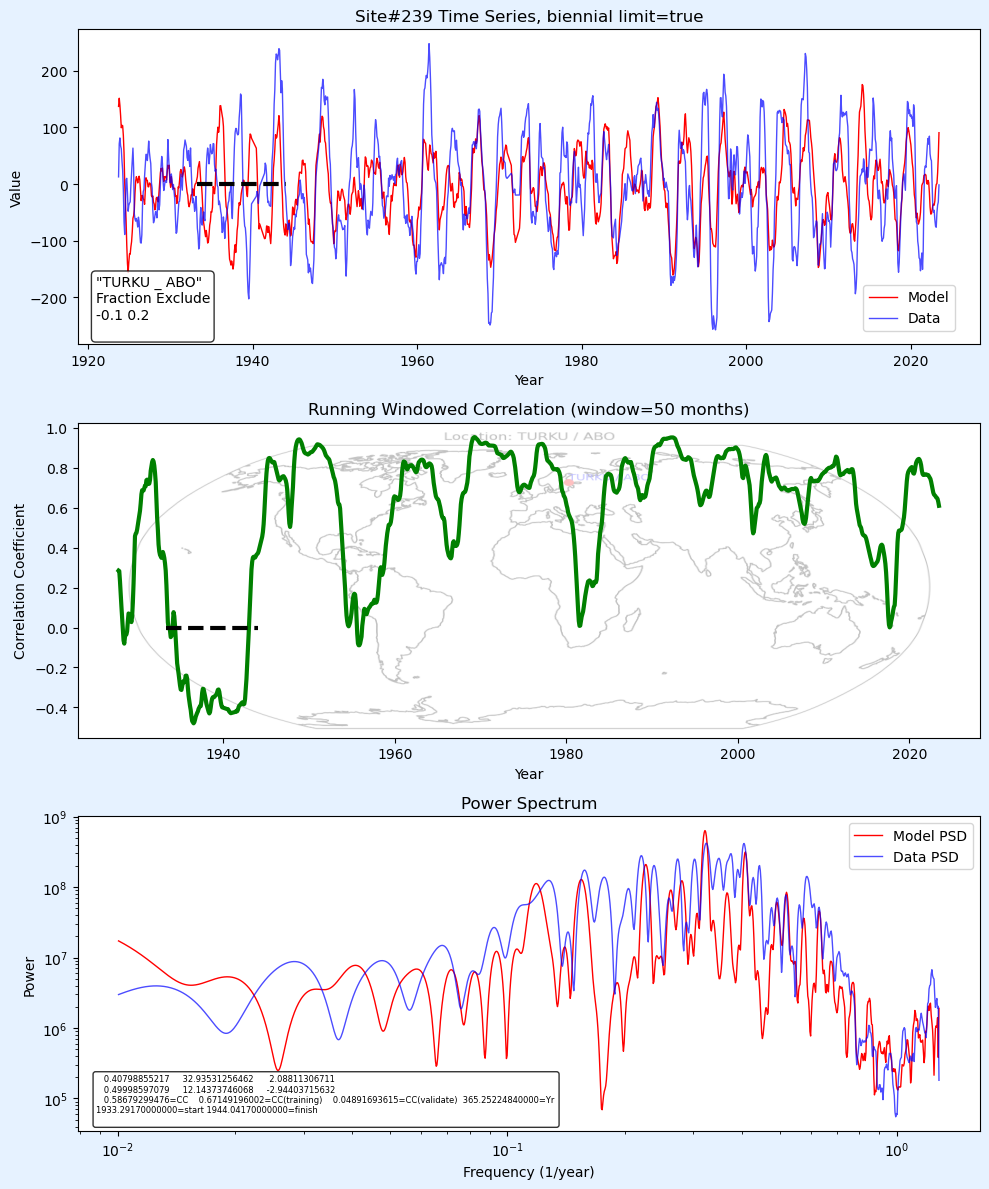 Site#239 Time Series, biennial limit=true
Value
200
100
0
−100
−200
"TURKU _ ABO"
Fraction Exclude
-0.1 0.2
Model
Data
1920
1940
1960
1980
2000
2020
Year
Running Windowed Correlation (window=50 months)
Location: TURKU / ABO
Correlation Coefficient
1.0
0.8
0.6
0.4
0.2
0.0
−0.2
−0.4
1940
1960
1980
2000
2020
Year
Power Spectrum
Model PSD
Data PSD
Power
10⁹
10⁸
10⁷
10⁶
10⁵
0.40798855217 32.93531256462 2.08811306711
0.49998597079 12.14373746068 -2.94403715632
0.58679299476=CC 0.67149196002=CC(training) 0.04891693615=CC(validate) 365.25224840000=Yr
1933.29170000000=start 1944.04170000000=finish
10⁻²
10⁻¹
10⁰
Frequency (1/year)